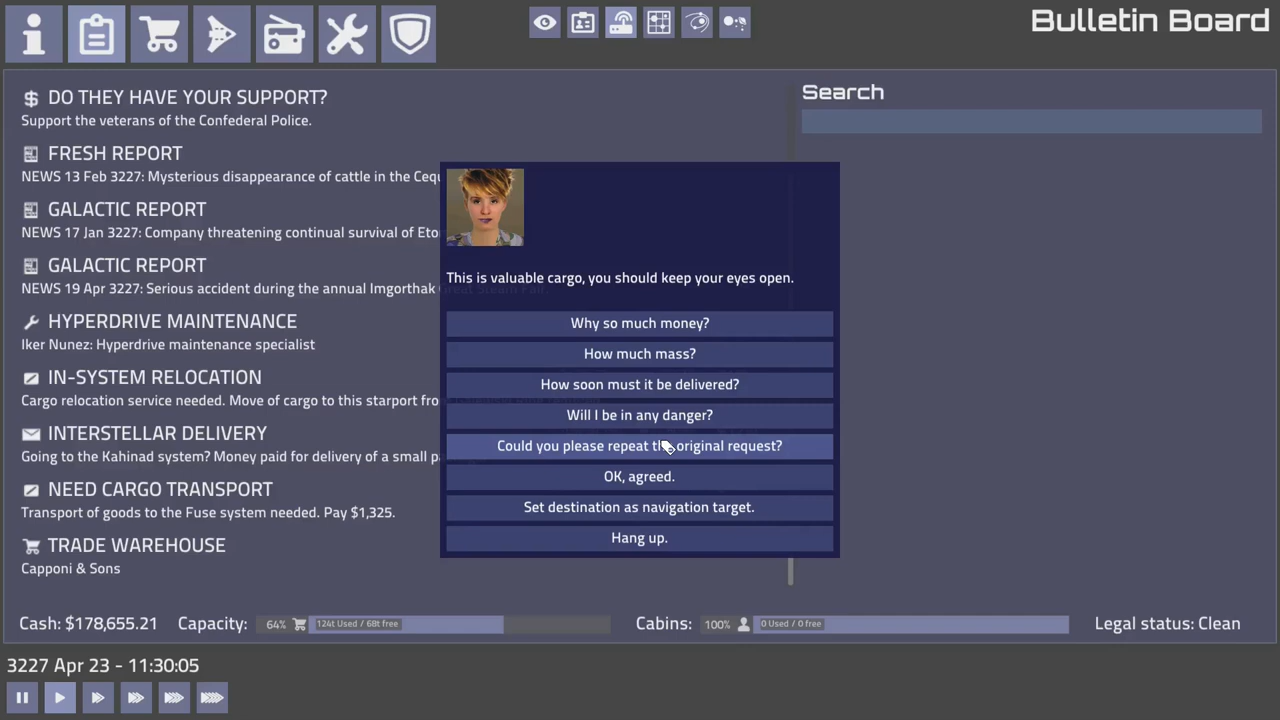 Bulletin Board
$ DO THEY HAVE YOUR SUPPORT?
Support the veterans of the Confederal Police.
FRESH REPORT
NEWS 13 Feb 3227: Mysterious disappearance of cattle in the Cequ
GALACTIC REPORT
NEWS 17 Jan 3227: Company threatening continual survival of Eto
GALACTIC REPORT
NEWS 19 Apr 3227: Serious accident during the annual Imgorthak Great
HYPERDRIVE MAINTENANCE
Iker Nunez: Hyperdrive maintenance specialist
IN-SYSTEM RELOCATION
Cargo relocation service needed. Move of cargo to this starport fro
INTERSTELLAR DELIVERY
Going to the Kahinad system? Money paid for delivery of a small p
NEED CARGO TRANSPORT
Transport of goods to the Fuse system needed. Pay $1,325.
TRADE WAREHOUSE
Capponi & Sons
Search
This is valuable cargo, you should keep your eyes open.
Why so much money?
How much mass?
How soon must it be delivered?
Will I be in any danger?
Could you please repeat the original request?
OK, agreed.
Set destination as navigation target.
Hang up.
Cash: $178,655.21 Capacity: 64% 124t Used / 68t free Cabins: 100% 0 Used / 0 free Legal status: Clean
3227 Apr 23 - 11:30:05